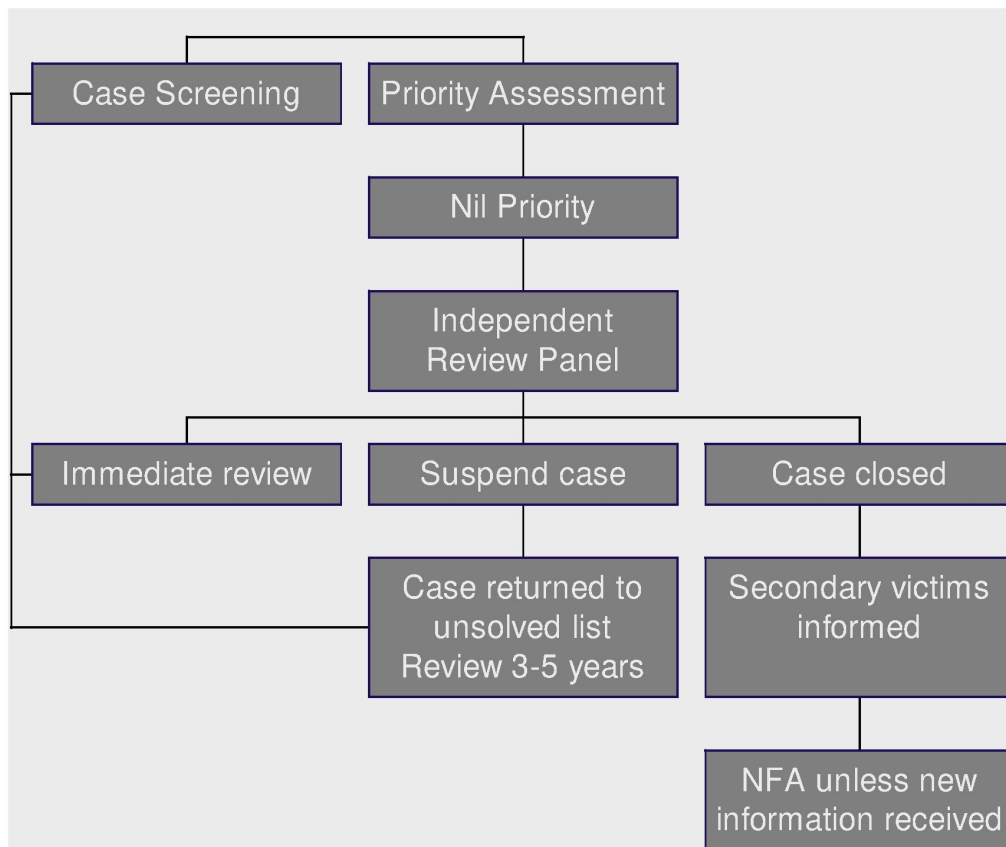 Case Screening
Priority Assessment
Nil Priority
Independent
Review Panel
Immediate review
Suspend case
Case closed
Case returned to
unsolved list
Review 3-5 years
Secondary victims
informed
NFA unless new
information received